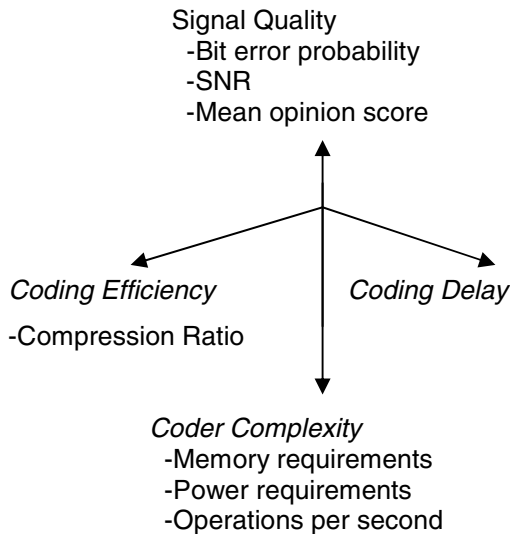 Signal Quality
-Bit error probability
-SNR
-Mean opinion score
Coding Efficiency
-Compression Ratio
Coding Delay
Coder Complexity
-Memory requirements
-Power requirements
-Operations per second